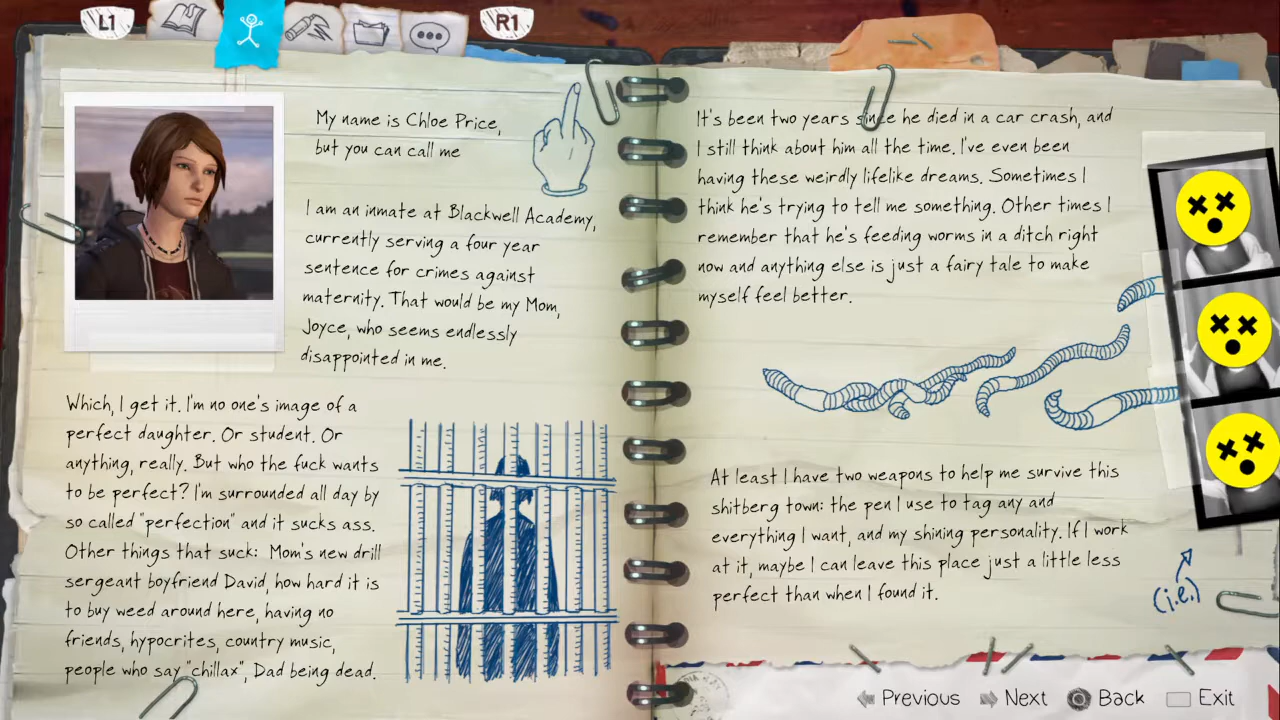 L1
R1
My name is Chloe Price,
but you can call me
I am an inmate at Blackwell Academy,
currently serving a four year
sentence for crimes against
maternity. That would be my Mom,
Joyce, who seems endlessly
disappointed in me.
Which, I get it. I'm no one's image of a
perfect daughter. Or student. Or
anything, really. But who the fuck wants
to be perfect? I'm surrounded all day by
so called "perfection" and it sucks ass.
Other things that suck: Mom's new drill
sergeant boyfriend David, how hard it is
to buy weed around here, having no
friends, hypocrites, country music,
people who say "chillax", Dad being dead.
It's been two years since he died in a car crash, and
I still think about him all the time. I've even been
having these weirdly lifelike dreams. Sometimes I
think he's trying to tell me something. Other times I
remember that he's feeding worms in a ditch right
now and anything else is just a fairy tale to make
myself feel better.
At least I have two weapons to help me survive this
shitberg town: the pen I use to tag any and
everything I want, and my shining personality. If I work
at it, maybe I can leave this place just a little less
perfect than when I found it.
(i.e.)
Previous Next Back Exit